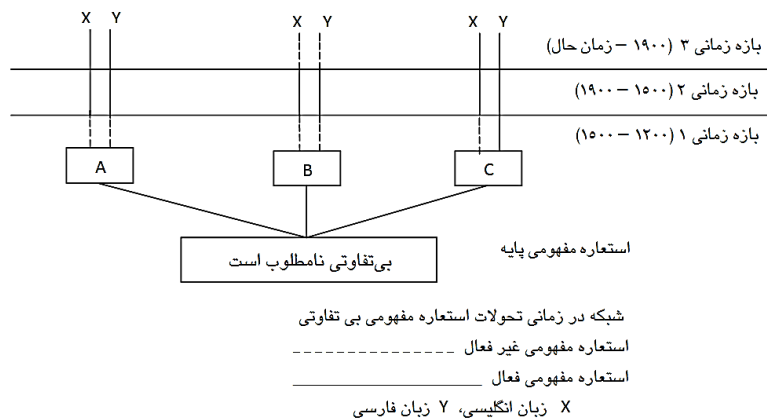 X Y X Y X Y
بازه زمانی ۳ (۱۹۰۰ – زمان حال)
بازه زمانی ۲ (۱۵۰۰ – ۱۹۰۰)
بازه زمانی ۱ (۱۲۰۰ – ۱۵۰۰)
A B C
استعاره مفهومی پایه
بی‌تفاوتی نامطلوب است
شبکه در زمانی تحولات استعاره مفهومی بی تفاوتی
استعاره مفهومی غیر فعال
استعاره مفهومی فعال
X زبان انگلیسی، Y زبان فارسی